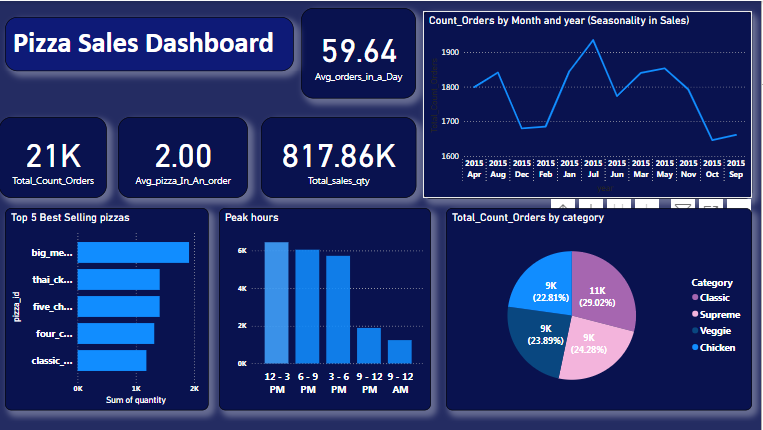 Pizza Sales Dashboard
59.64
Avg_orders_in_a_Day
21K
Total_Count_Orders
2.00
Avg_pizza_In_An_order
817.86K
Total_sales_qty
Count_Orders by Month and year (Seasonality in Sales)
1900
1800
1700
1600
2015 2015 2015 2015 2015 2015 2015 2015 2015 2015 2015 2015
Apr Aug Dec Feb Jan Jul Jun Mar May Nov Oct Sep
year
Top 5 Best Selling pizzas
pizza_id
big_me...
thai_ck...
five_ch...
four_c...
classic_...
0K 1K 2K
Sum of quantity
Peak hours
6K
4K
2K
0K
12 - 3 6 - 9 3 - 6 9 - 12 9 - 12
PM PM PM PM AM
Total_Count_Orders by category
9K
(22.81%)
11K
(29.02%)
9K
(23.89%)
9K
(24.28%)
Category
Classic
Supreme
Veggie
Chicken